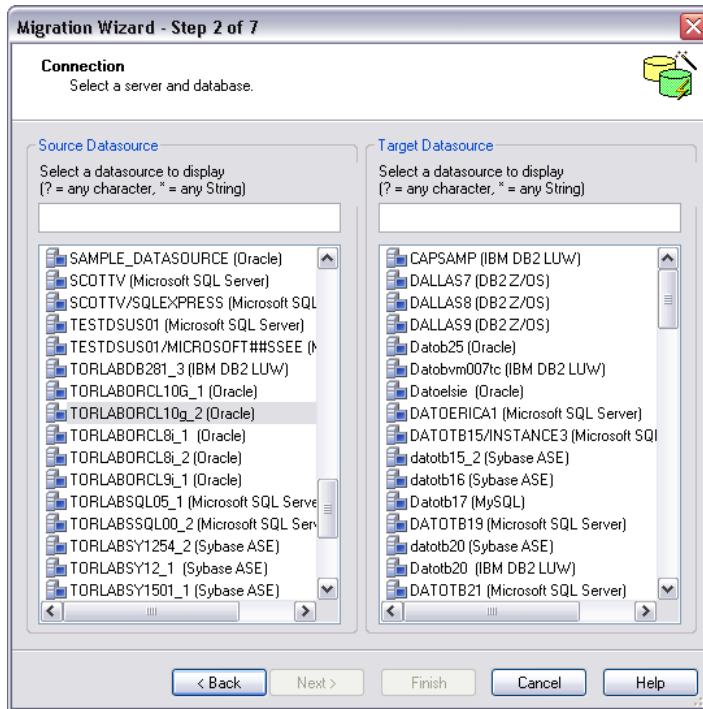 Migration Wizard - Step 2 of 7
Connection
Select a server and database.
Source Datasource
Select a datasource to display
(? = any character, * = any String)
SAMPLE_DATASOURCE (Oracle)
SCOTTV (Microsoft SQL Server)
SCOTTV/SQLEXPRESS (Microsoft SQL
TESTDSUS01 (Microsoft SQL Server)
TESTDSUS01/MICROSOFT##SSEE (M
TORLABDB281_3 (IBM DB2 LUW)
TORLABORCL10G_1 (Oracle)
TORLABORCL10g_2 (Oracle)
TORLABORCL8i_1 (Oracle)
TORLABORCL8i_2 (Oracle)
TORLABORCL9i_1 (Oracle)
TORLABSQL05_1 (Microsoft SQL Serve
TORLABSSQL00_2 (Microsoft SQL Serv
TORLABSY1254_2 (Sybase ASE)
TORLABSY12_1 (Sybase ASE)
TORLABSY1501_1 (Sybase ASE)
Target Datasource
Select a datasource to display
(? = any character, * = any String)
CAPSAMP (IBM DB2 LUW)
DALLAS7 (DB2 Z/OS)
DALLAS8 (DB2 Z/OS)
DALLAS9 (DB2 Z/OS)
Datob25 (Oracle)
Datobvm007tc (IBM DB2 LUW)
Datoelsie (Oracle)
DATOERICA1 (Microsoft SQL Server)
DATOTB15/INSTANCE3 (Microsoft SQL
datotb15_2 (Sybase ASE)
datotb16 (Sybase ASE)
Datotb17 (MySQL)
DATOTB19 (Microsoft SQL Server)
datotb20 (Sybase ASE)
Datotb20 (IBM DB2 LUW)
DATOTB21 (Microsoft SQL Server)
< Back
Next >
Finish
Cancel
Help